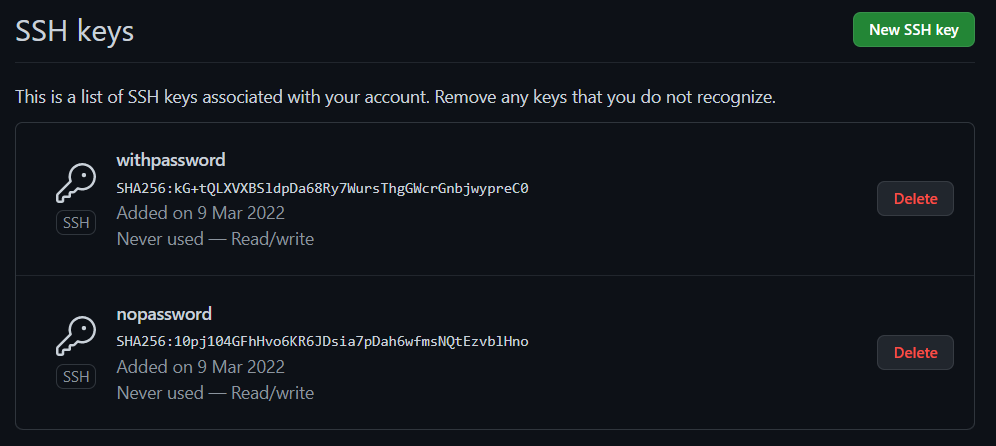 SSH keys
New SSH key
This is a list of SSH keys associated with your account. Remove any keys that you do not recognize.
withpassword
SHA256:kG+tQLXVXBSldpDa68Ry7WursThgGWcrGnbjwypreC0
Added on 9 Mar 2022
Never used — Read/write
SSH
Delete
nopassword
SHA256:10pj104GFhHvo6KR6JDsia7pDah6wfmsNQtEzvblHno
Added on 9 Mar 2022
Never used — Read/write
SSH
Delete